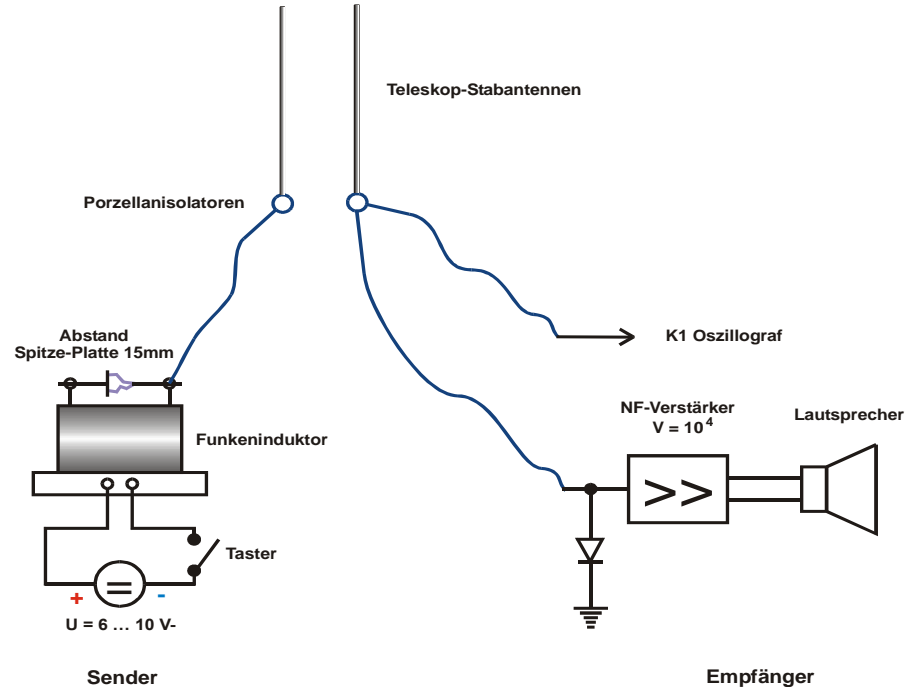 Teleskop-Stabantennen
Porzellanisolatoren
Abstand
Spitze-Platte 15mm
K1 Oszillograf
NF-Verstärker
V = 10⁴
Lautsprecher
Funkeninduktor
>>
Taster
+ = -
U = 6 ... 10 V-
Sender
Empfänger